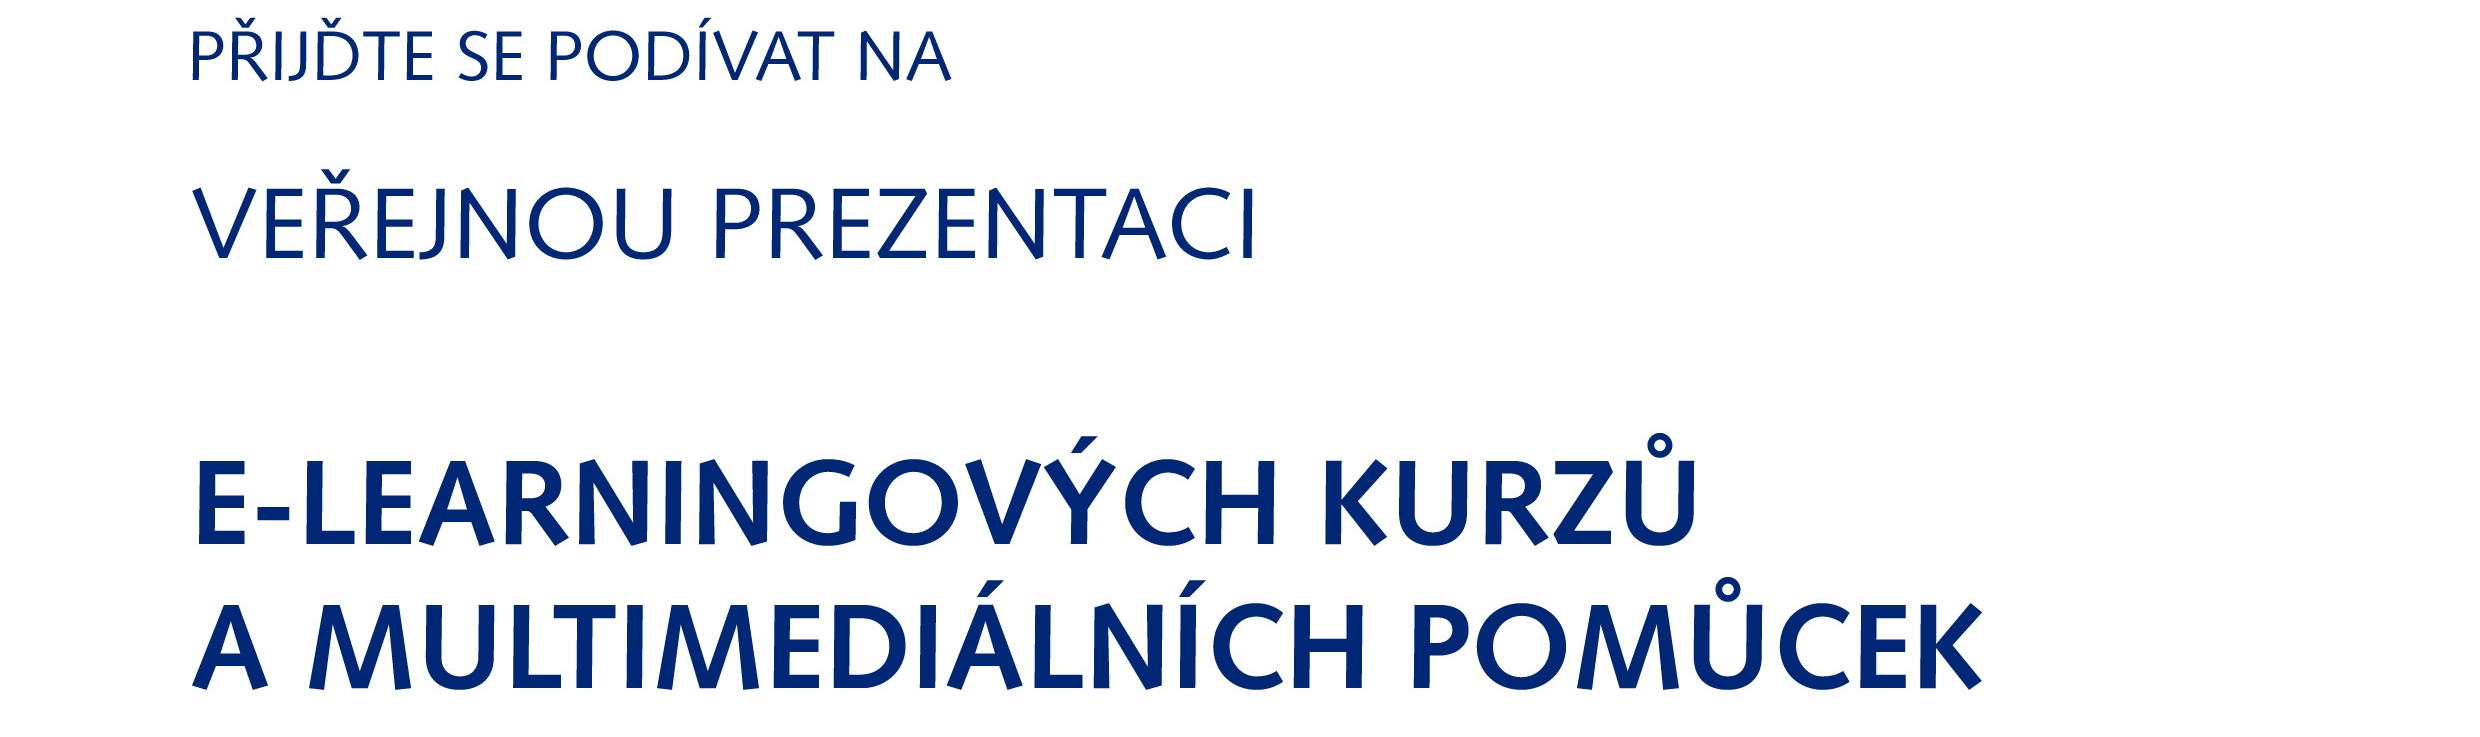 PŘIJĎTE SE PODÍVAT NA
VEŘEJNOU PREZENTACI
E-LEARNINGOVÝCH KURZŮ
A MULTIMEDIÁLNÍCH POMŮCEK